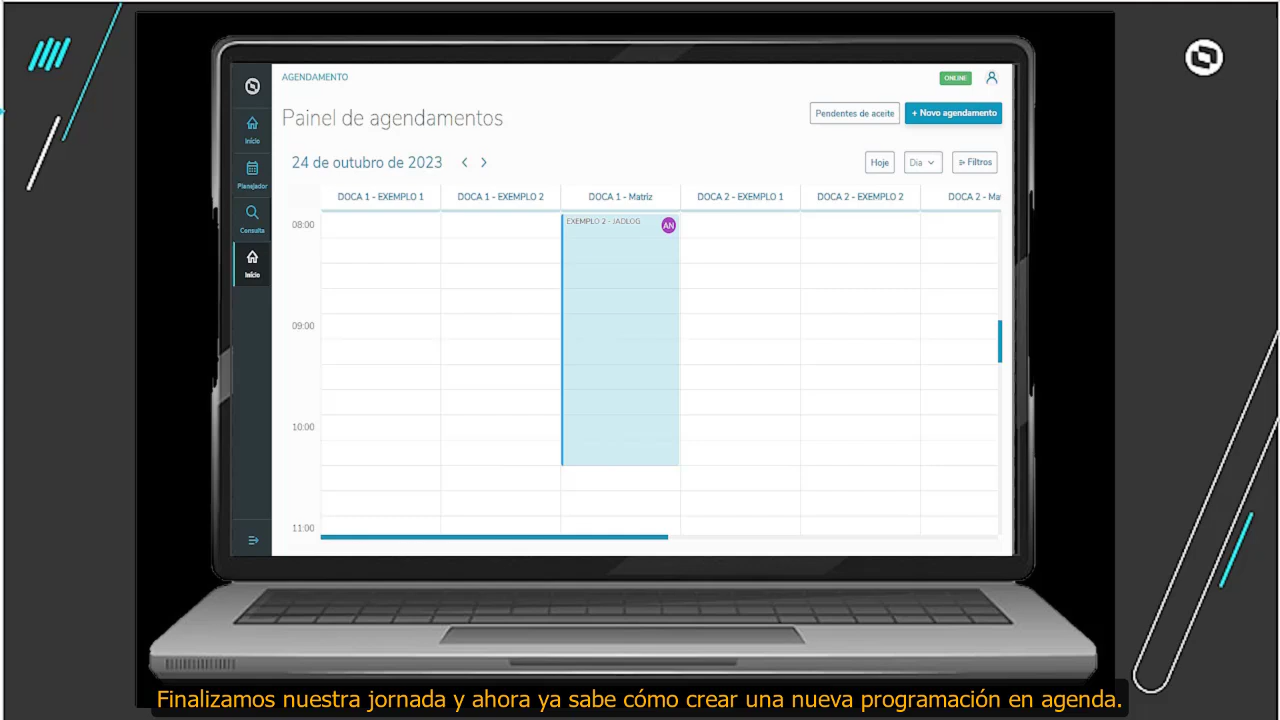 AGENDAMENTO
ONLINE
Painel de agendamentos
Pendentes de aceite
+ Novo agendamento
24 de outubro de 2023
Hoje
Dia
Filtros
Início
Planejador
Consulta
Início
DOCA 1 - EXEMPLO 1
DOCA 1 - EXEMPLO 2
DOCA 1 - Matriz
DOCA 2 - EXEMPLO 1
DOCA 2 - EXEMPLO 2
DOCA 2 - Ma
08:00
EXEMPLO 2 - JADLOG
AN
09:00
10:00
11:00
Finalizamos nuestra jornada y ahora ya sabe cómo crear una nueva programación en agenda.